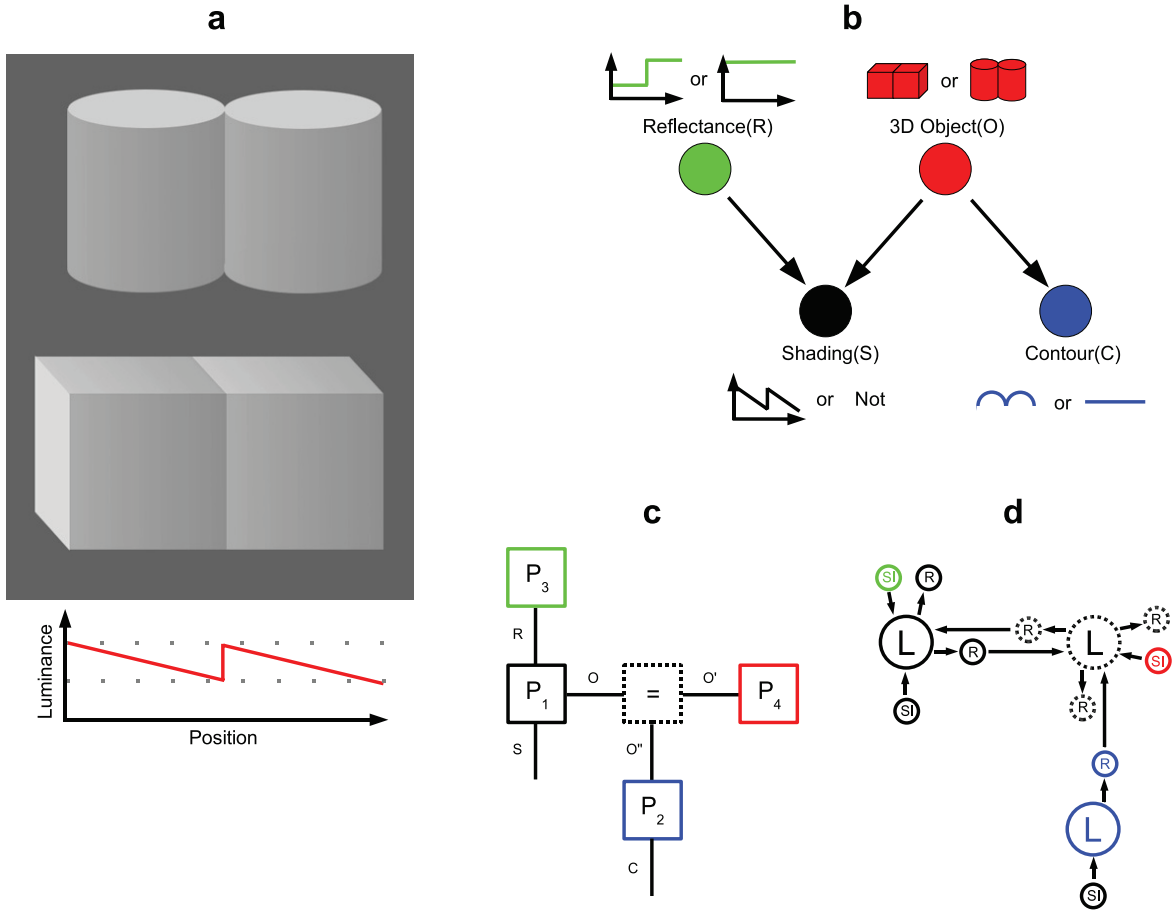 a
Luminance
Position
b
or
or
Reflectance(R)
3D Object(O)
Shading(S)
Contour(C)
or Not
or
c
P3
R
P1
O
=
O'
P4
S
O"
P2
C
d
SI
R
L
R
R
SI
L
R
SI
R
R
L
SI